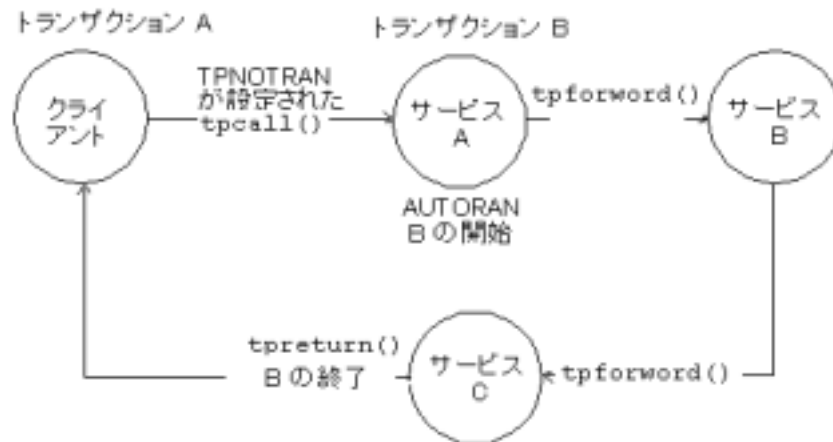 トランザクション A
トランザクション B
TPNOTRAN
が設定された
tpcall()
クライ
アント
サービス
A
tpforword()
サービス
B
AUTORAN
B の開始
tpreturn()
B の終了
サービス
C
tpforword()